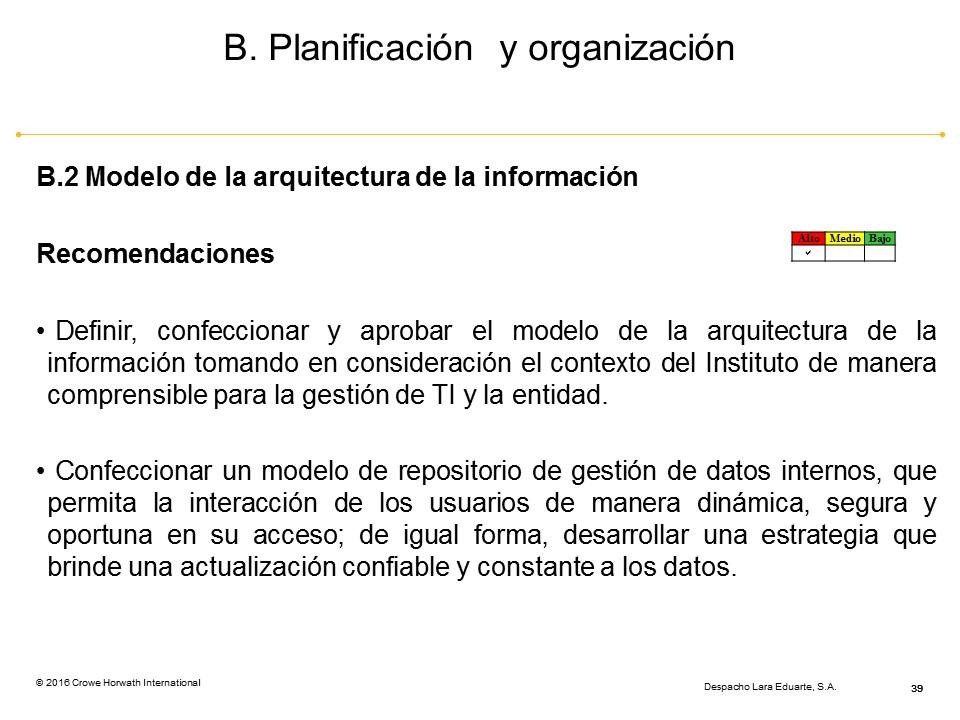 B. Planificación y organización
B.2 Modelo de la arquitectura de la información
Recomendaciones
Alto Medio Bajo
✓
• Definir, confeccionar y aprobar el modelo de la arquitectura de la
información tomando en consideración el contexto del Instituto de manera
comprensible para la gestión de TI y la entidad.
• Confeccionar un modelo de repositorio de gestión de datos internos, que
permita la interacción de los usuarios de manera dinámica, segura y
oportuna en su acceso; de igual forma, desarrollar una estrategia que
brinde una actualización confiable y constante a los datos.
© 2016 Crowe Horwath International
Despacho Lara Eduarte, S.A.
39